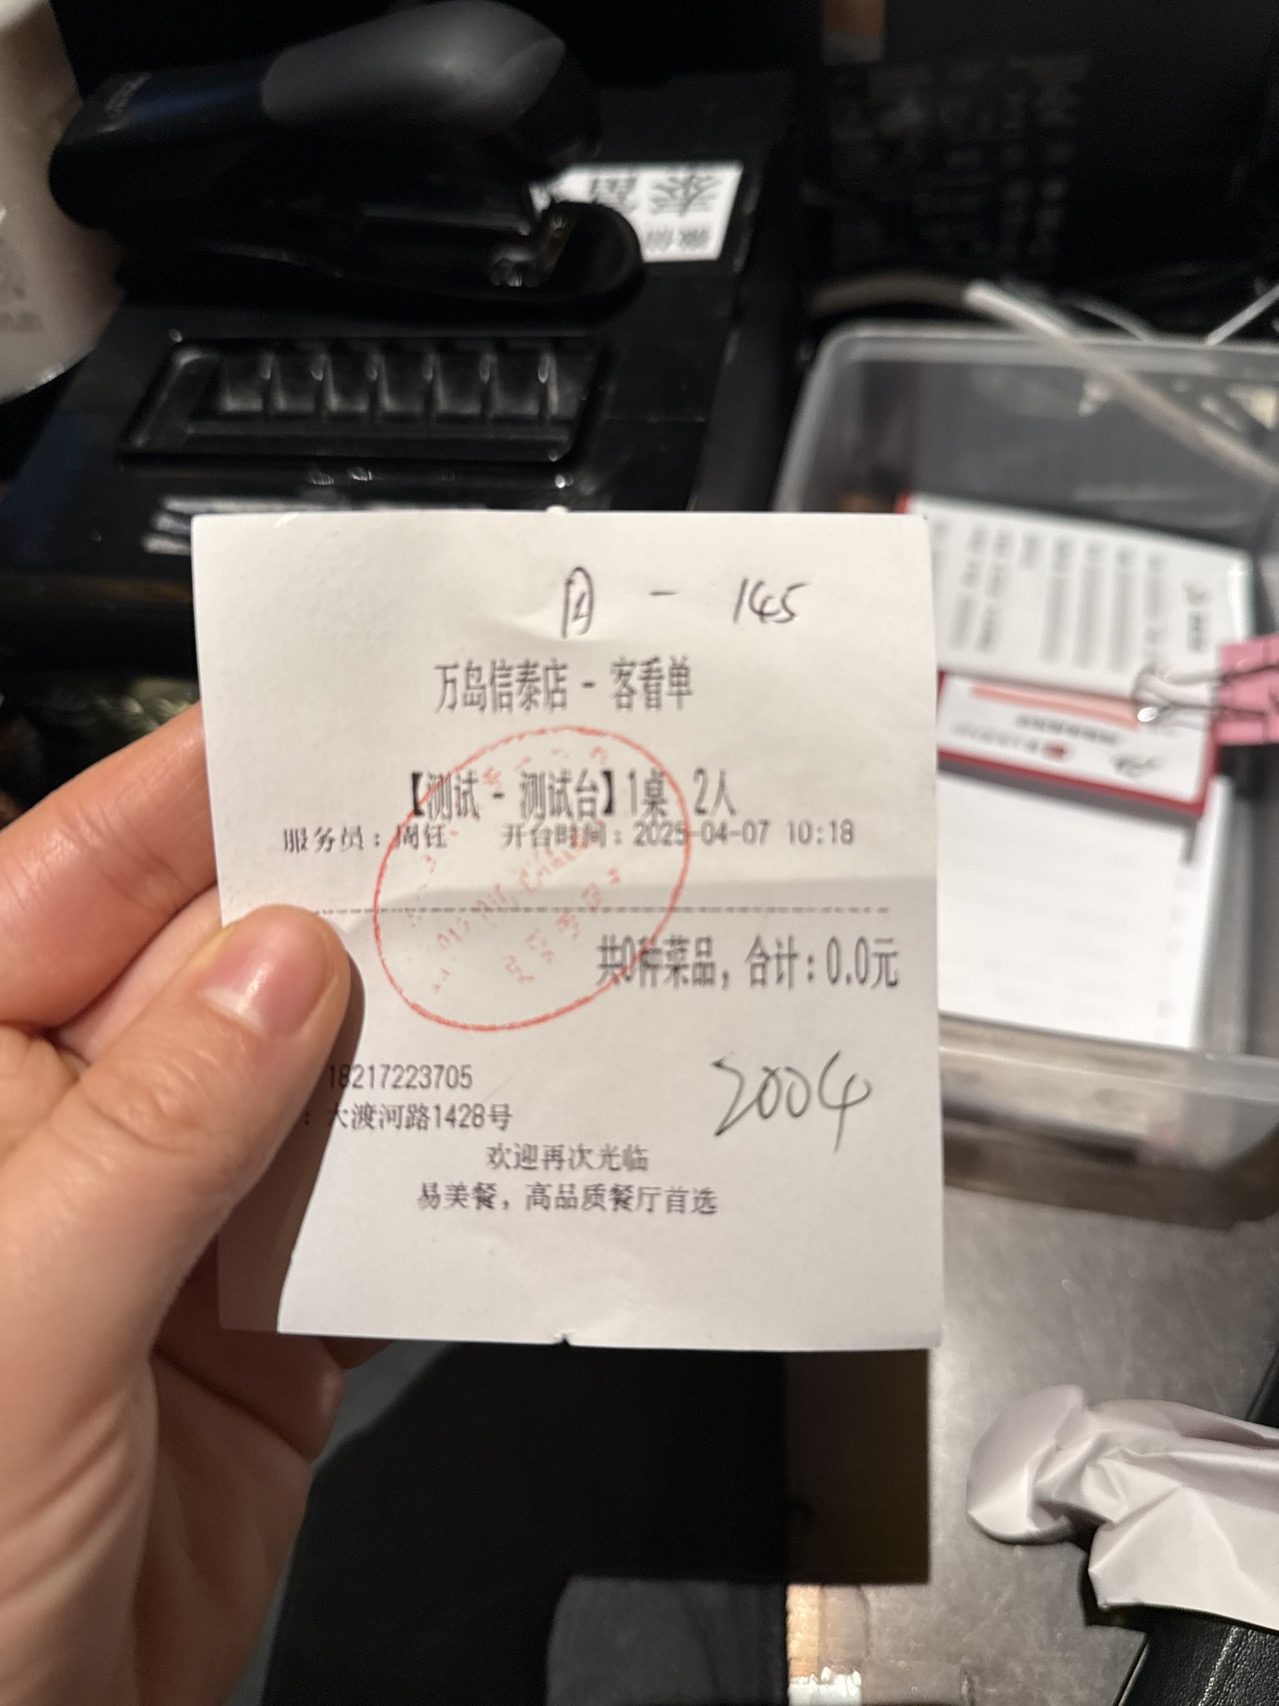 - 145
万岛信泰店 - 客看单
【测试 - 测试台】1桌 2人
服务员：周钰 开台时间：2025-04-07 10:18
共0种菜品，合计：0.0元
18217223705
：大渡河路1428号
2004
欢迎再次光临
易美餐，高品质餐厅首选